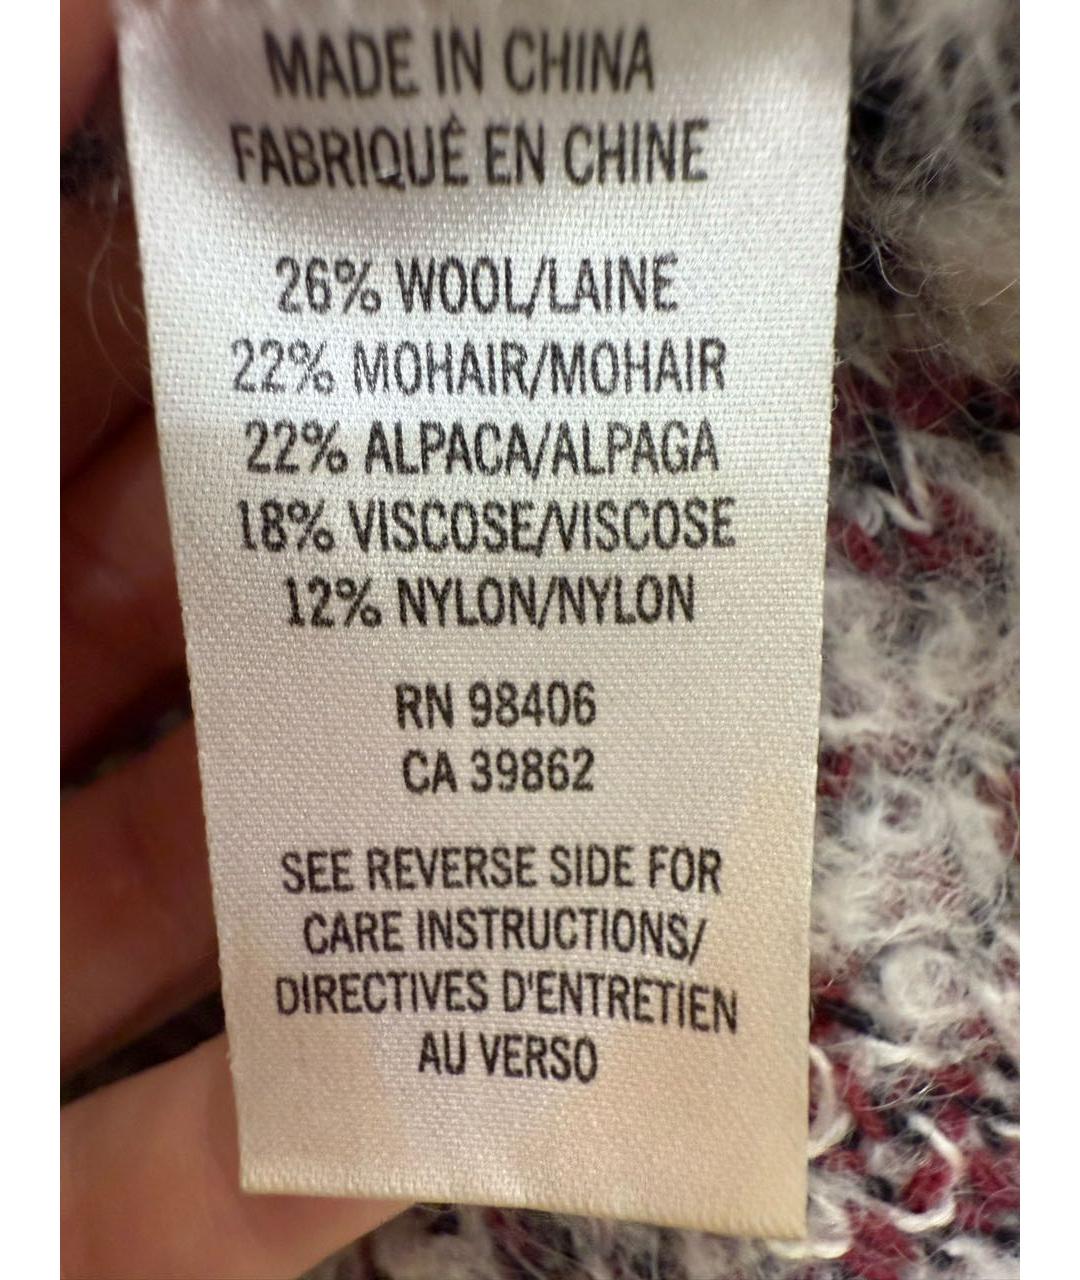 MADE IN CHINA
FABRIQUÉ EN CHINE
26% WOOL/LAINE
22% MOHAIR/MOHAIR
22% ALPACA/ALPAGA
18% VISCOSE/VISCOSE
12% NYLON/NYLON
RN 98406
CA 39862
SEE REVERSE SIDE FOR
CARE INSTRUCTIONS/
DIRECTIVES D'ENTRETIEN
AU VERSO